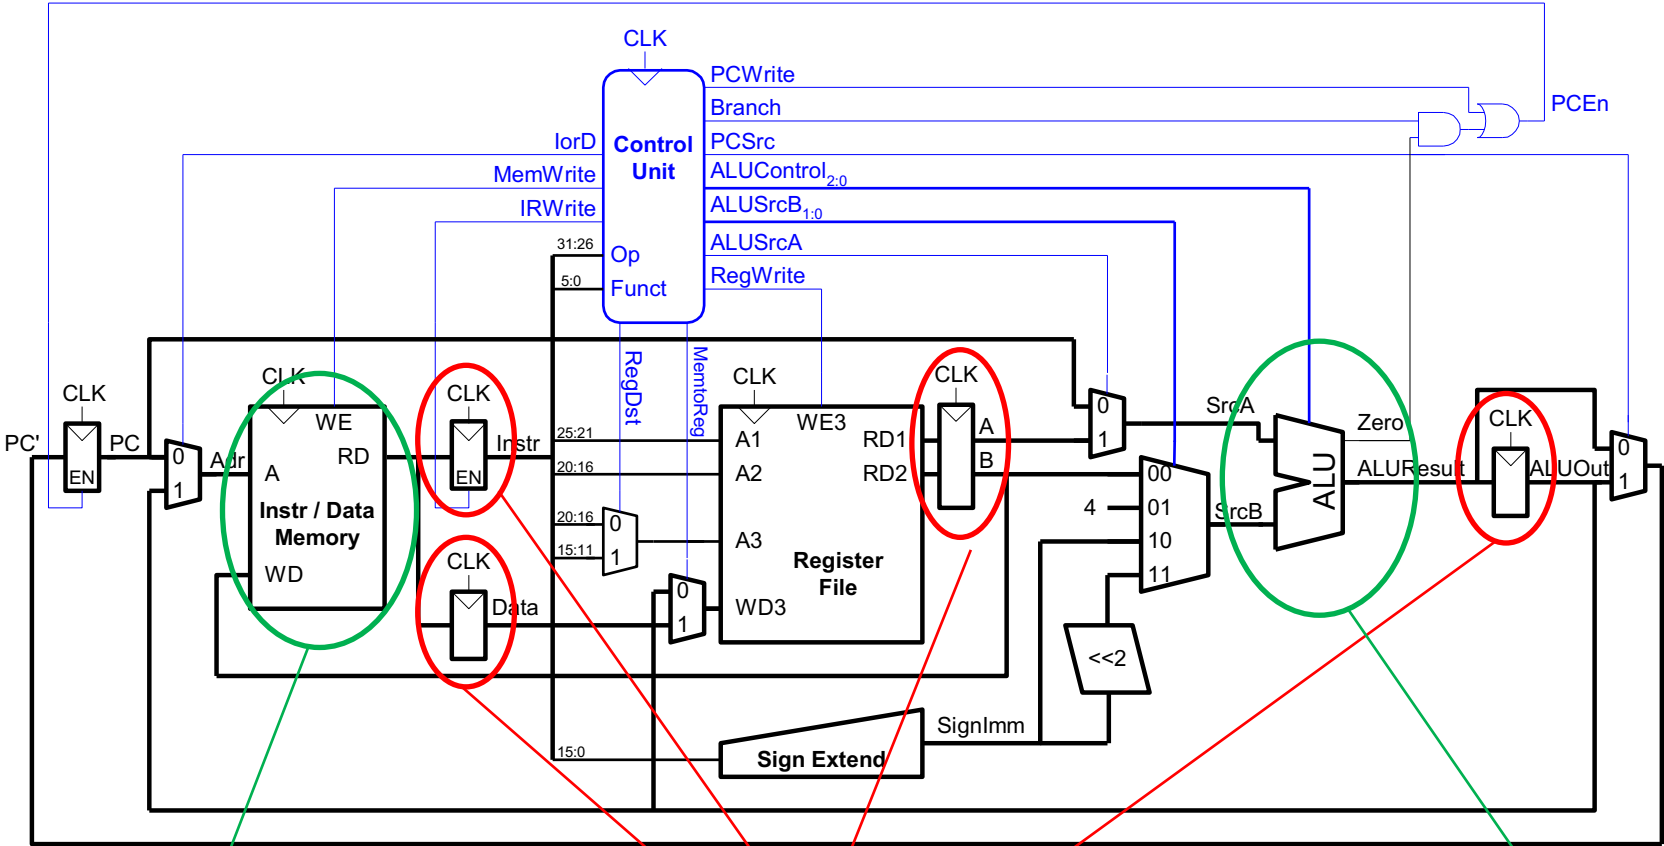 CLK
PCWrite
Branch
PCEn
IorD
Control
Unit
PCSrc
MemWrite
ALUControl2:0
IRWrite
ALUSrcB1:0
31:26
Op
ALUSrcA
5:0
Funct
RegWrite
RegDst
MemtoReg
CLK
CLK
CLK
CLK
CLK
CLK
WE
WE3
0
SrcA
Zero
PC'
PC
EN
0
1
Adr
A
RD
EN
Instr
25:21
A1
RD1
A
1
20:16
A2
RD2
B
00
ALU
ALUResult
ALUOut
0
1
Instr / Data
Memory
4
01
SrcB
20:16
0
15:11
1
A3
10
Register
File
11
WD
CLK
Data
0
1
WD3
<<2
SignImm
15:0
Sign Extend